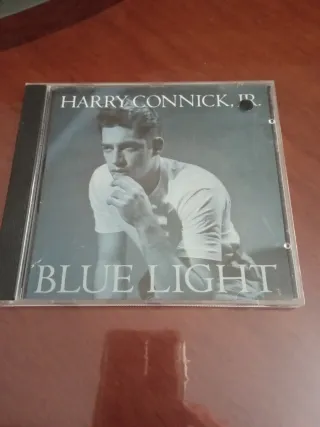 HARRY CONNICK, JR.
BLUE LIGHT